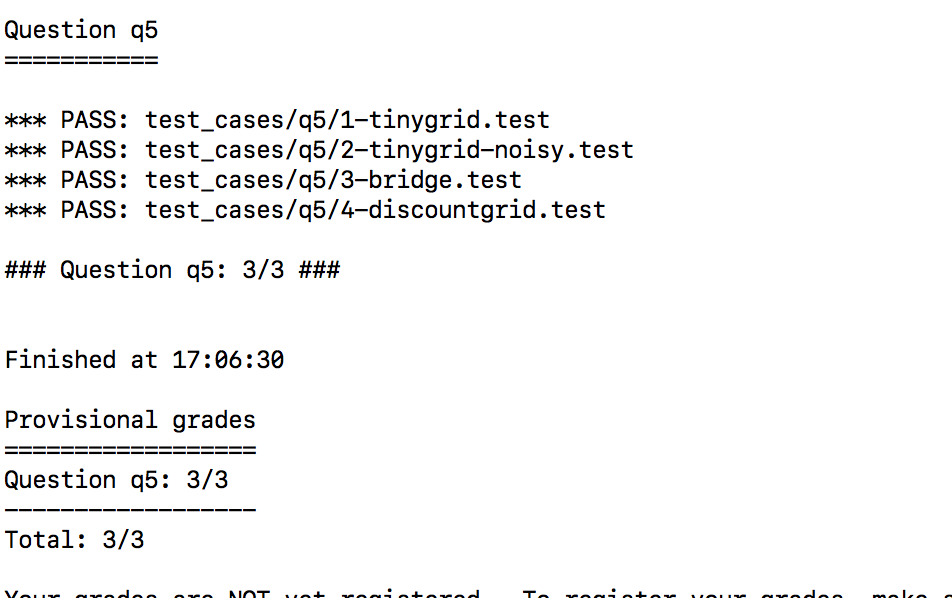 Question q5
===========
*** PASS: test_cases/q5/1-tinygrid.test
*** PASS: test_cases/q5/2-tinygrid-noisy.test
*** PASS: test_cases/q5/3-bridge.test
*** PASS: test_cases/q5/4-discountgrid.test
### Question q5: 3/3 ###
Finished at 17:06:30
Provisional grades
==================
Question q5: 3/3
------------------
Total: 3/3
Your grades are NOT yet registered. To register your grades, make